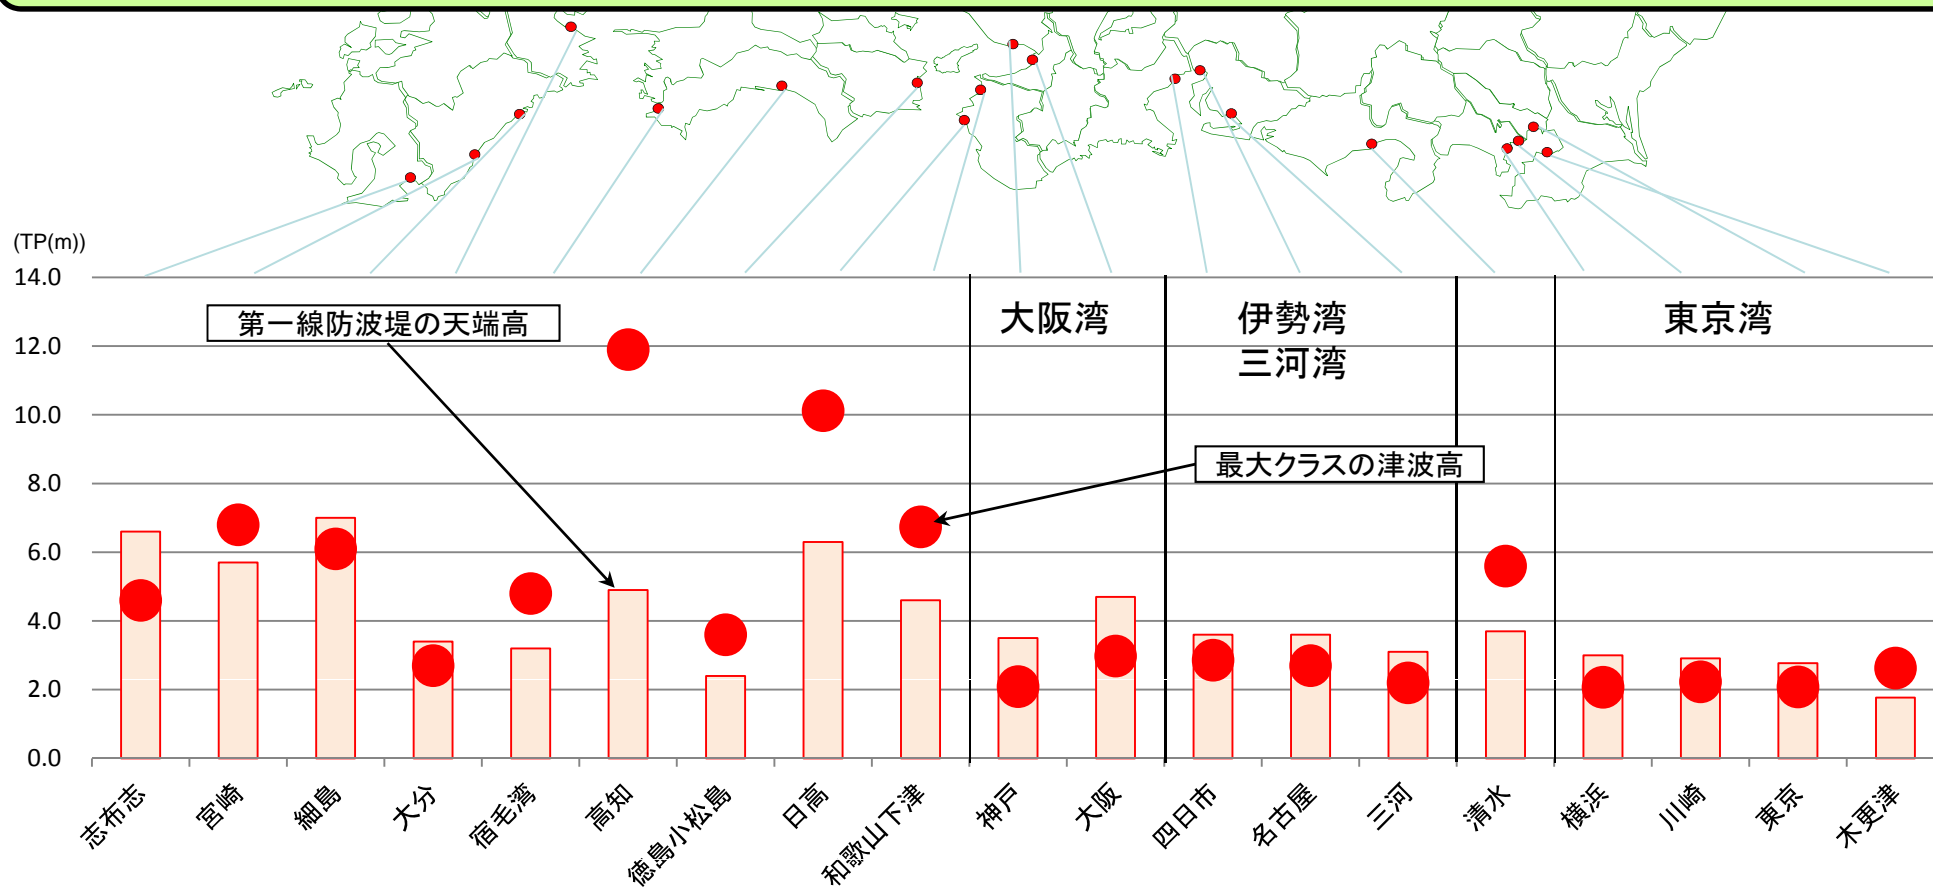 (TP(m))
14.0
12.0
10.0
8.0
6.0
4.0
2.0
0.0
第一線防波堤の天端高
大阪湾
伊勢湾
三河湾
東京湾
最大クラスの津波高
志布志
宮崎
細島
大分
宿毛湾
高知
徳島小松島
日高
和歌山下津
神戸
大阪
四日市
名古屋
三河
清水
横浜
川崎
東京
木更津